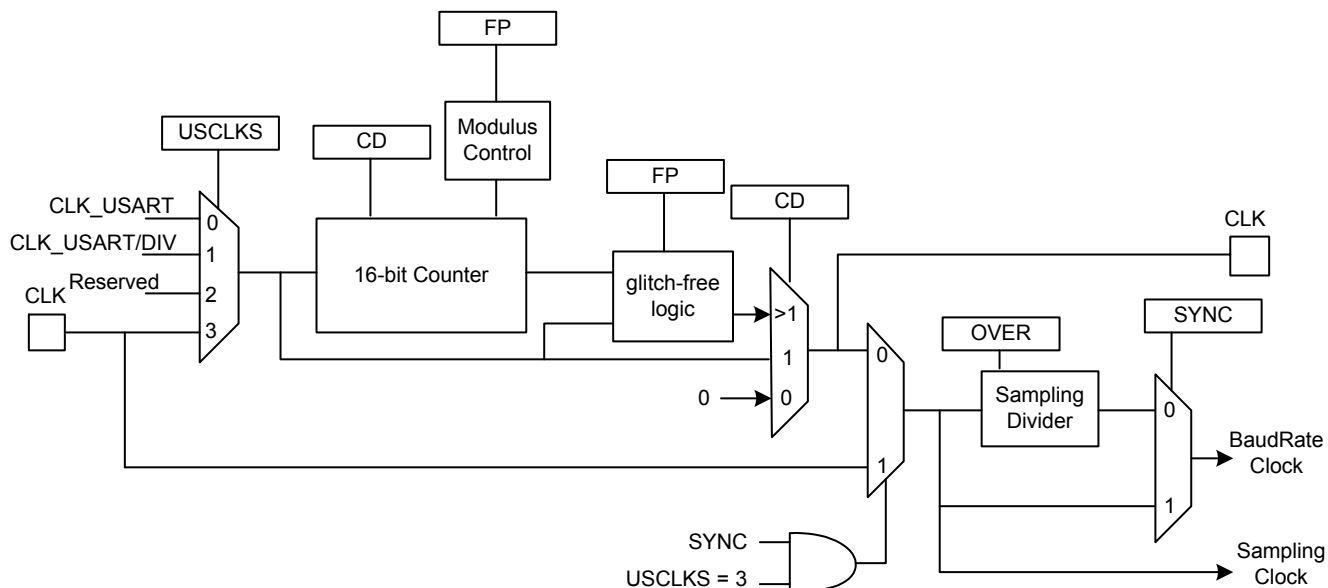 FP
Modulus
Control
USCLKS
CD
FP
CD
CLK_USART
CLK_USART/DIV
Reserved
CLK
0
1
2
3
16-bit Counter
glitch-free
logic
>1
1
0
0
CLK
0
1
OVER
Sampling
Divider
SYNC
0
1
BaudRate
Clock
SYNC
USCLKS = 3
Sampling
Clock